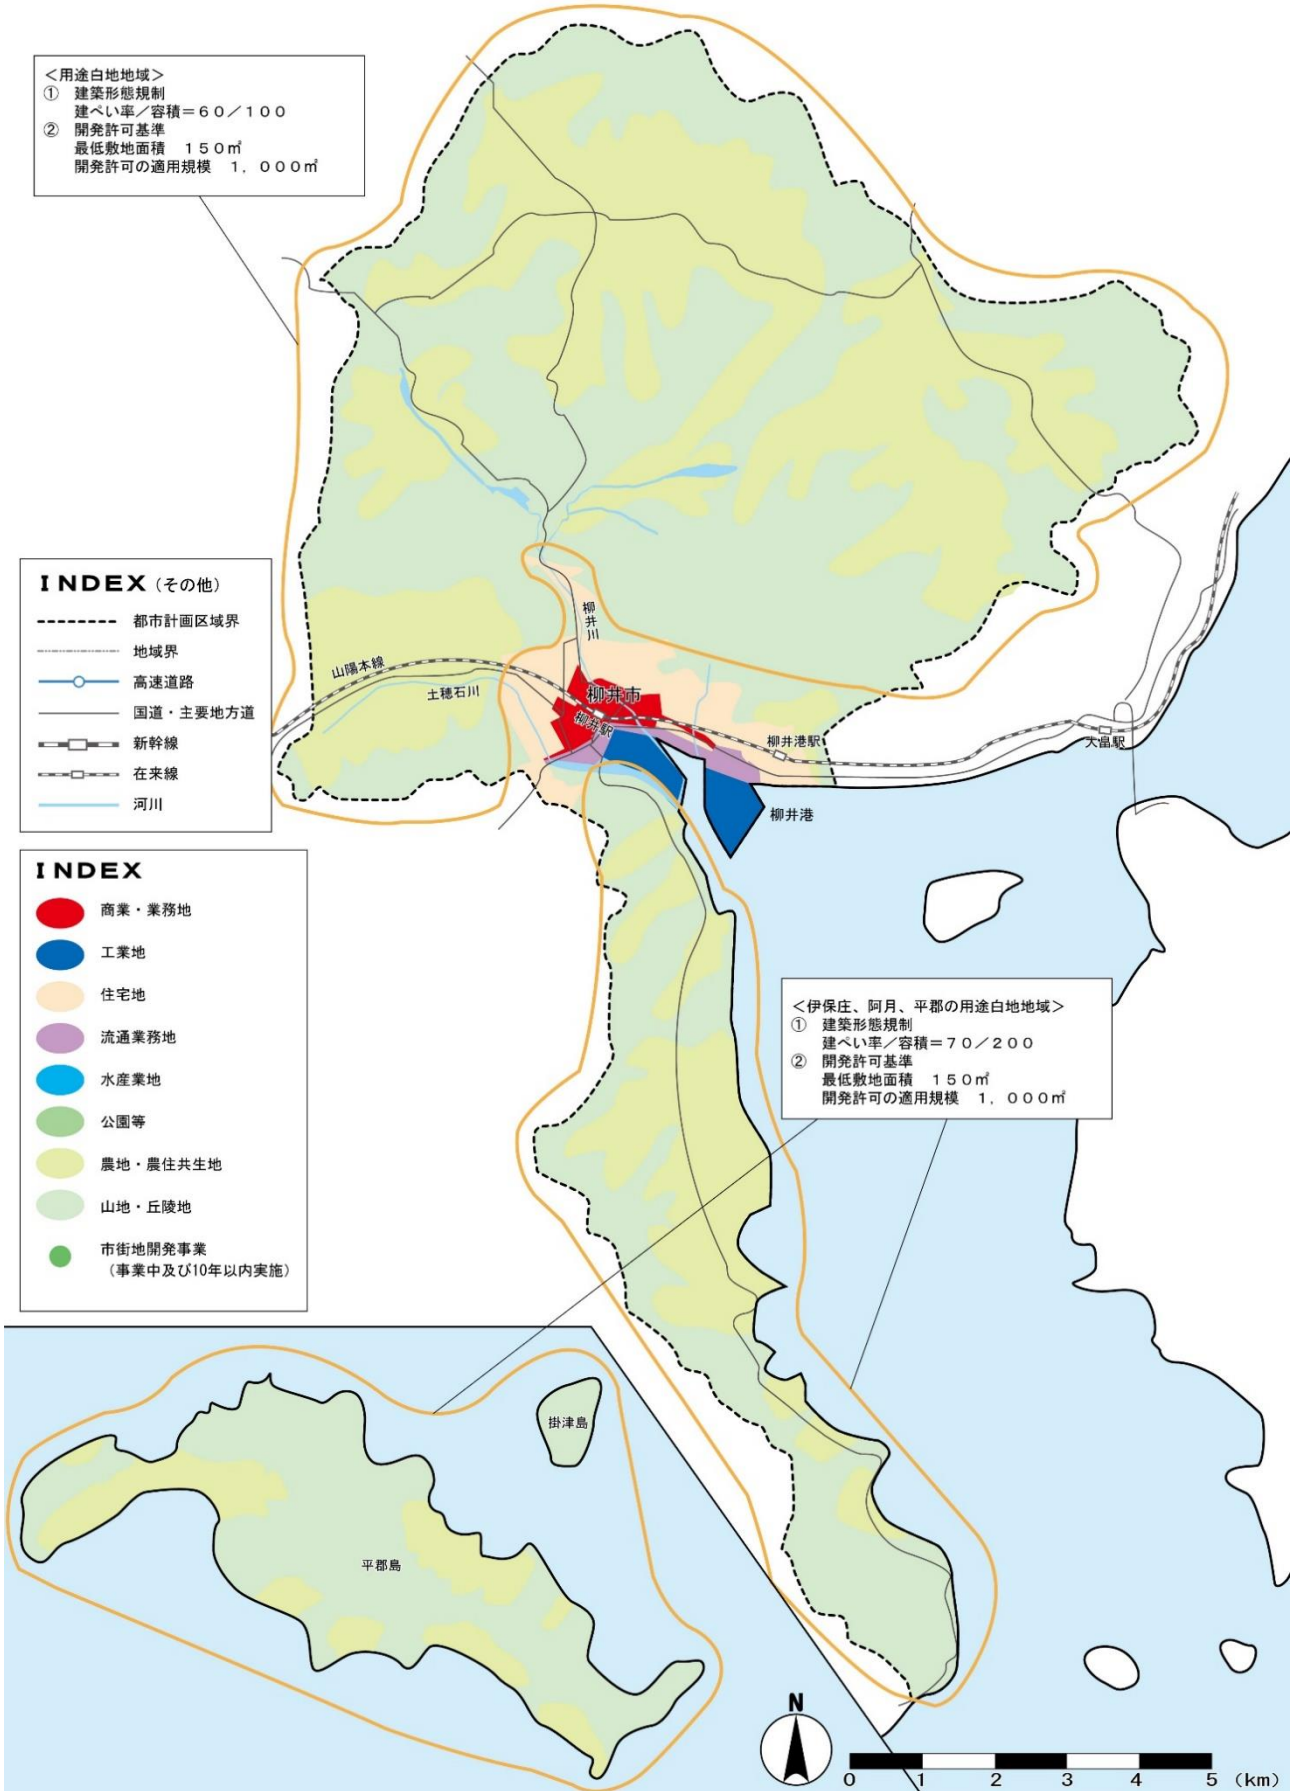 ＜用途白地地域＞
① 建築形態規制
建ぺい率／容積＝６０／１００
② 開発許可基準
最低敷地面積 １５０㎡
開発許可の適用規模 １，０００㎡
INDEX（その他）
都市計画区域界
地域界
高速道路
国道・主要地方道
新幹線
在来線
河川
柳井川
山陽本線
土穂石川
柳井市
柳井駅
柳井港駅
大畠駅
柳井港
INDEX
商業・業務地
工業地
住宅地
流通業務地
水産業地
公園等
農地・農住共生地
山地・丘陵地
市街地開発事業
（事業中及び10年以内実施）
＜伊保庄、阿月、平郡の用途白地地域＞
① 建築形態規制
建ぺい率／容積＝７０／２００
② 開発許可基準
最低敷地面積 １５０㎡
開発許可の適用規模 １，０００㎡
掛津島
平郡島
N
0 1 2 3 4 5 (km)